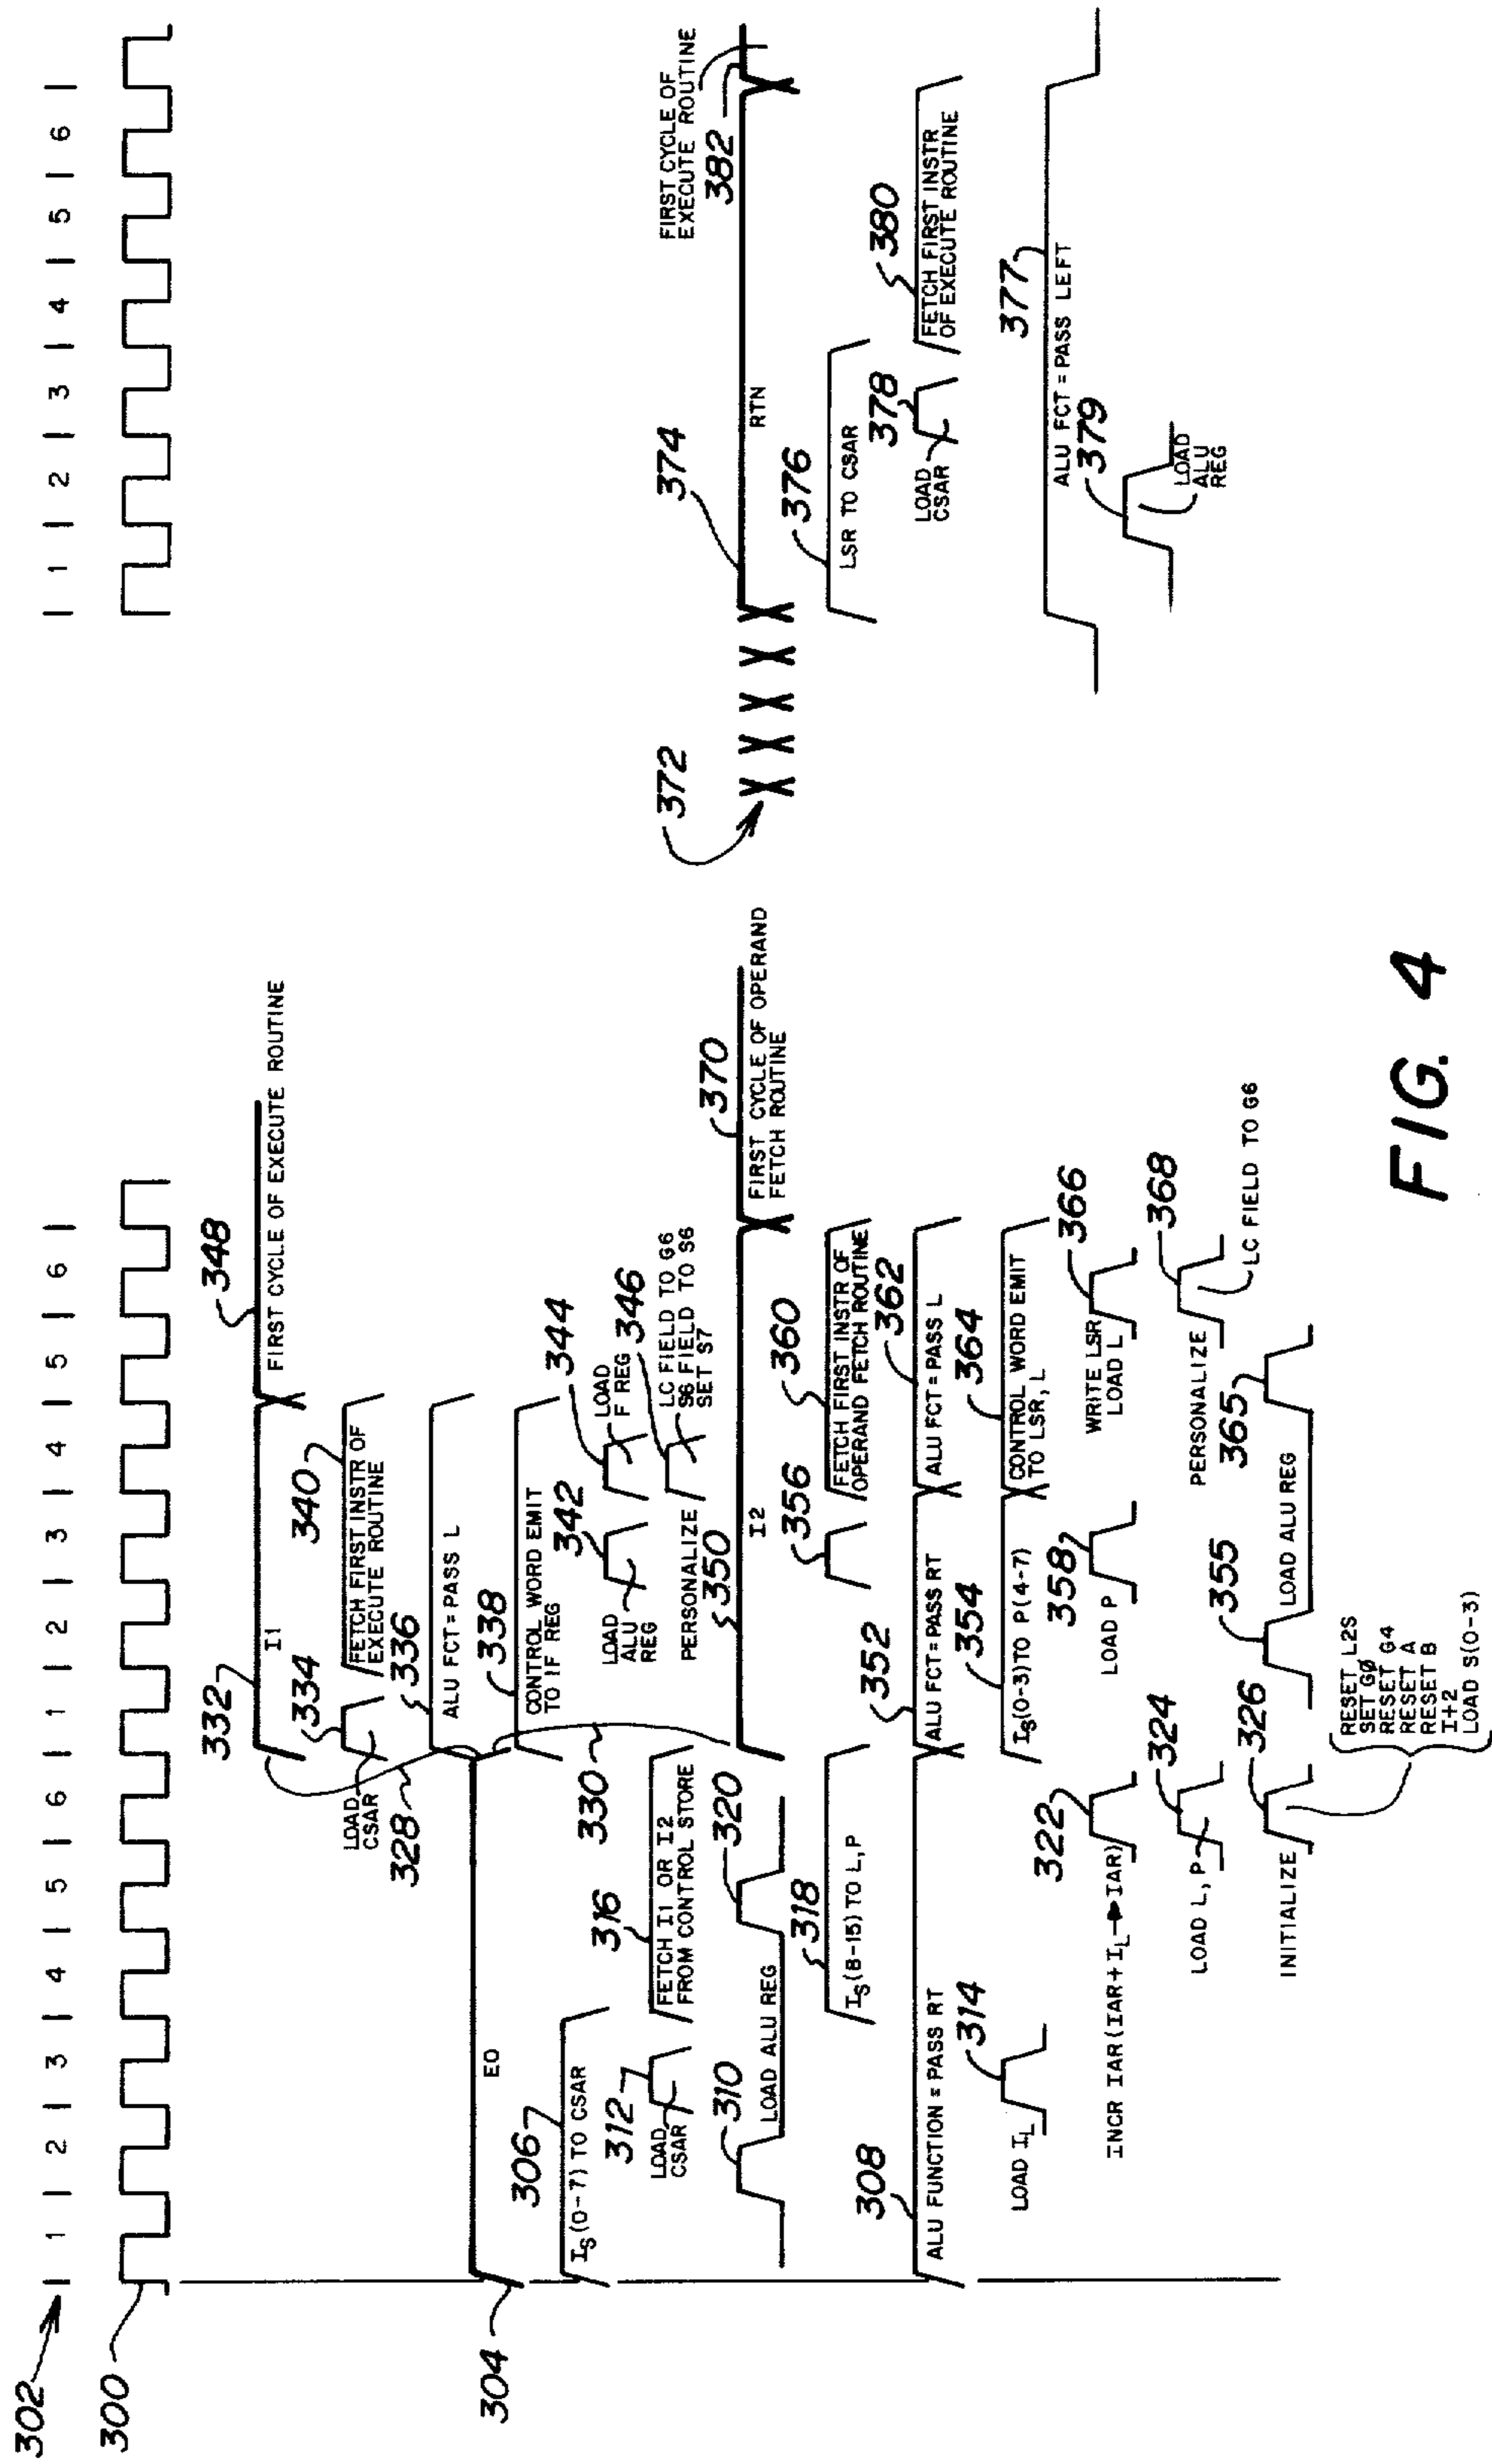 302
| 1 | 2 | 3 | 4 | 5 | 6 | 1 | 2 | 3 | 4 | 5 | 6 |
| 1 | 2 | 3 | 4 | 5 | 6 |
300
332
I1
348
FIRST CYCLE OF EXECUTE ROUTINE
334
LOAD
CSAR
328
340
FETCH FIRST INSTR OF
EXECUTE ROUTINE
336
ALU FCT = PASS L
304
EO
338
CONTROL WORD EMIT
TO IF REG
306
IS(0-7) TO CSAR
330
342
LOAD
ALU
REG
344
LOAD
F REG
312
LOAD
CSAR
316
FETCH I1 OR I2
FROM CONTROL STORE
PERSONALIZE
346
LC FIELD TO G6
S6 FIELD TO S6
SET S7
310
LOAD ALU REG
320
350
I2
370
FIRST CYCLE OF OPERAND
FETCH ROUTINE
372
374
RTN
FIRST CYCLE OF
EXECUTE ROUTINE
382
318
IS(8-15) TO L,P
356
360
FETCH FIRST INSTR OF
OPERAND FETCH ROUTINE
376
LSR TO CSAR
308
ALU FUNCTION = PASS RT
352
ALU FCT = PASS RT
362
ALU FCT = PASS L
378
LOAD
CSAR
380
FETCH FIRST INSTR
OF EXECUTE ROUTINE
314
LOAD IL
354
IS(0-3) TO P(4-7)
364
CONTROL WORD EMIT
TO LSR, L
377
ALU FCT = PASS LEFT
322
INCR IAR(IAR+IL→IAR)
358
LOAD P
366
WRITE LSR
LOAD L
379
LOAD
ALU
REG
324
LOAD L, P
368
PERSONALIZE
LC FIELD TO G6
326
INITIALIZE
355
LOAD ALU REG
365
RESET L2S
SET GØ
RESET G4
RESET A
RESET B
I+2
LOAD S(0-3)
FIG. 4